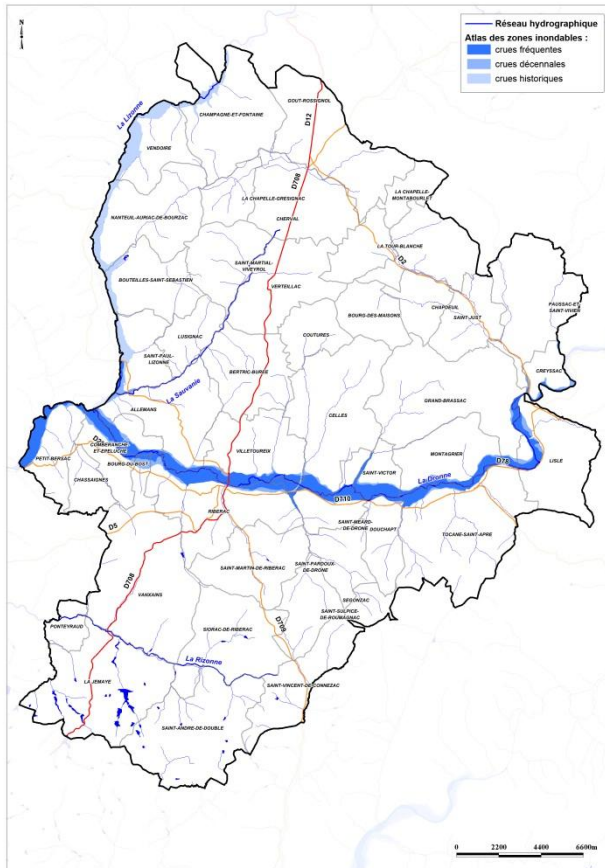 N
Réseau hydrographique
Atlas des zones inondables :
crues fréquentes
crues décennales
crues historiques
GOUT-ROSSIGNOL
La Lizonne
CHAMPAGNE-ET-FONTAINE
D12
VENDOIRE
D708
LA CHAPELLE-
MONTABOURLET
LA CHAPELLE-GRESIGNAC
NANTEUIL-AURIAC-DE-BOURZAC
CHERVAL
LA TOUR-BLANCHE
D2
SAINT-MARTIAL-
VIVEYROL
BOUTEILLES-SAINT-SEBASTIEN
VERTEILLAC
CHAPDEUIL
PAUSSAC-ET-
SAINT-VIVIEN
BOURG-DES-MAISONS
SAINT-JUST
LUSIGNAC
COUTURES
SAINT-PAUL-
LIZONNE
BERTRIC-BUREE
CREYSSAC
La Sauvanie
GRAND-BRASSAC
ALLEMANS
CELLES
COMBERANCHE-
ET-EPELUCHE
VILLETOUREIX
MONTAGRIER
PETIT-BERSAC
BOURG-DU-BOST
SAINT-VICTOR
D78
LISLE
CHASSAIGNES
La Dronne
D710
RIBERAC
SAINT-MEARD-
DE-DRONE
DOUCHAPT
D5
TOCANE-SAINT-APRE
SAINT-PARDOUX-
DE-DRONE
SAINT-MARTIN-DE-RIBERAC
D708
VANXAINS
SEGONZAC
SAINT-SULPICE-
DE-ROUMAGNAC
D709
PONTEYRAUD
SIORAC-DE-RIBERAC
La Rizonne
LA JEMAYE
SAINT-VINCENT-DE-CONNEZAC
SAINT-ANDRE-DE-DOUBLE
0 2200 4400 6600m